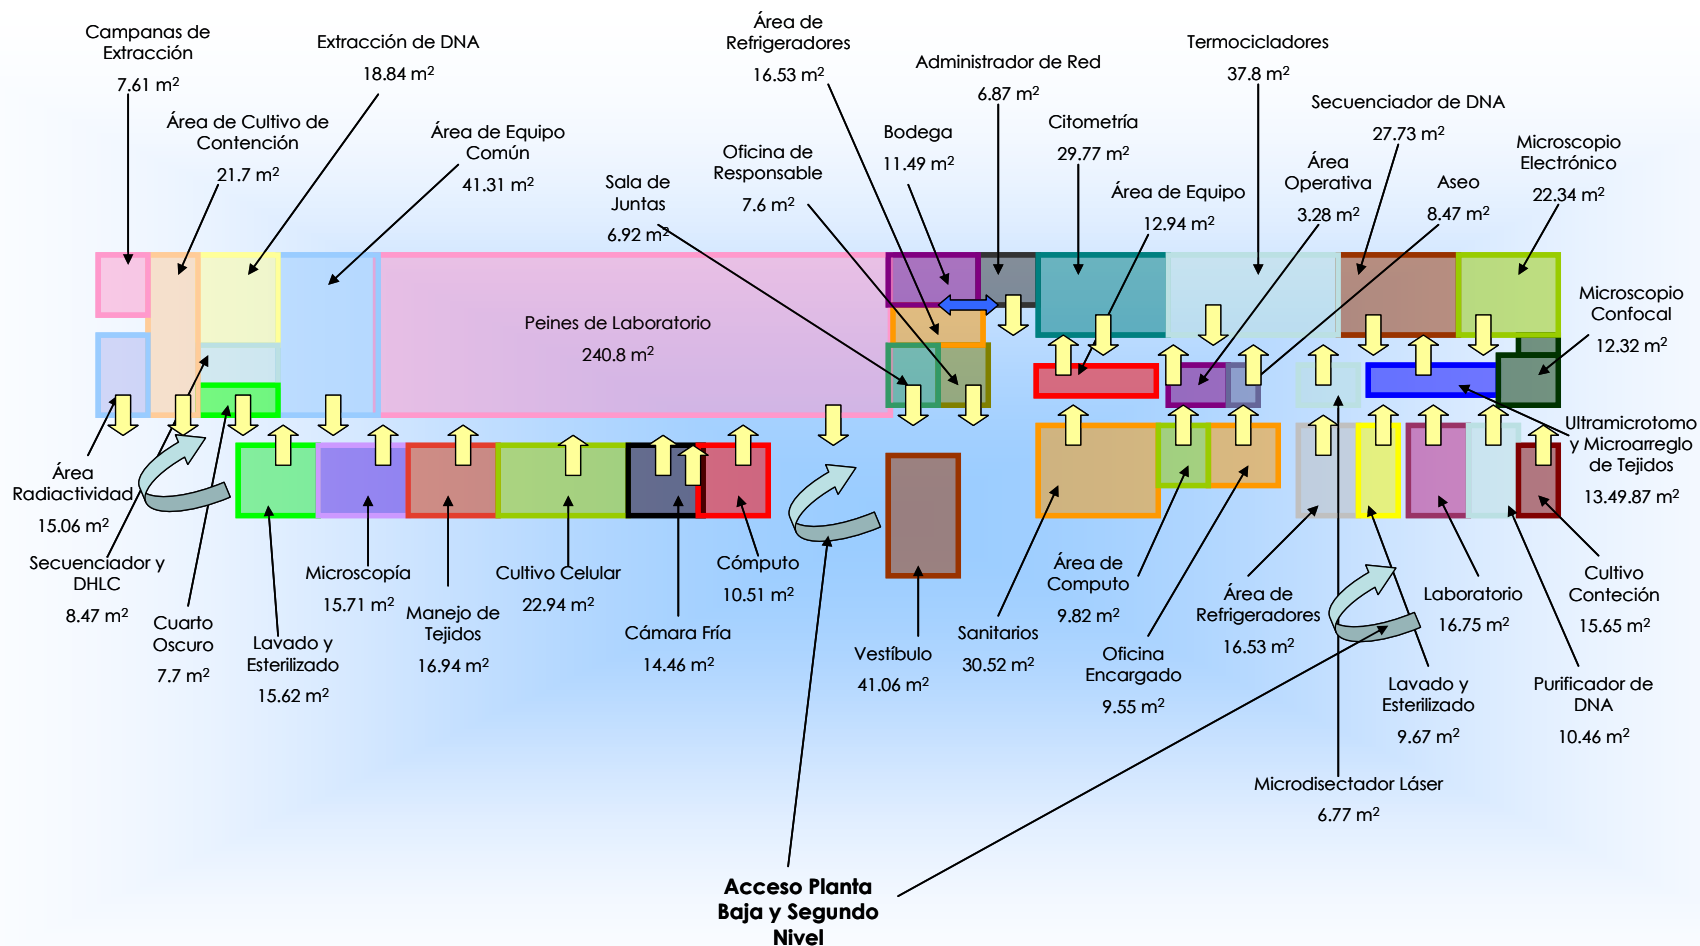 Campanas de
Extracción
7.61 m²
Extracción de DNA
18.84 m²
Área de
Refrigeradores
16.53 m²
Administrador de Red
6.87 m²
Termocicladores
37.8 m²
Secuenciador de DNA
27.73 m²
Área de Cultivo de
Contención
21.7 m²
Área de Equipo
Común
41.31 m²
Sala de
Juntas
6.92 m²
Oficina de
Responsable
7.6 m²
Bodega
11.49 m²
Citometría
29.77 m²
Área de Equipo
12.94 m²
Área
Operativa
3.28 m²
Aseo
8.47 m²
Microscopio
Electrónico
22.34 m²
Peines de Laboratorio
240.8 m²
Microscopio
Confocal
12.32 m²
Ultramicrotomo
y Microarreglo
de Tejidos
13.49.87 m²
Área
Radiactividad
15.06 m²
Secuenciador y
DHLC
8.47 m²
Cuarto
Oscuro
7.7 m²
Lavado y
Esterilizado
15.62 m²
Microscopía
15.71 m²
Manejo de
Tejidos
16.94 m²
Cultivo Celular
22.94 m²
Cámara Fría
14.46 m²
Cómputo
10.51 m²
Vestíbulo
41.06 m²
Sanitarios
30.52 m²
Área de
Computo
9.82 m²
Oficina
Encargado
9.55 m²
Área de
Refrigeradores
16.53 m²
Laboratorio
16.75 m²
Cultivo
Conteción
15.65 m²
Lavado y
Esterilizado
9.67 m²
Purificador de
DNA
10.46 m²
Microdisectador Láser
6.77 m²
Acceso Planta
Baja y Segundo
Nivel